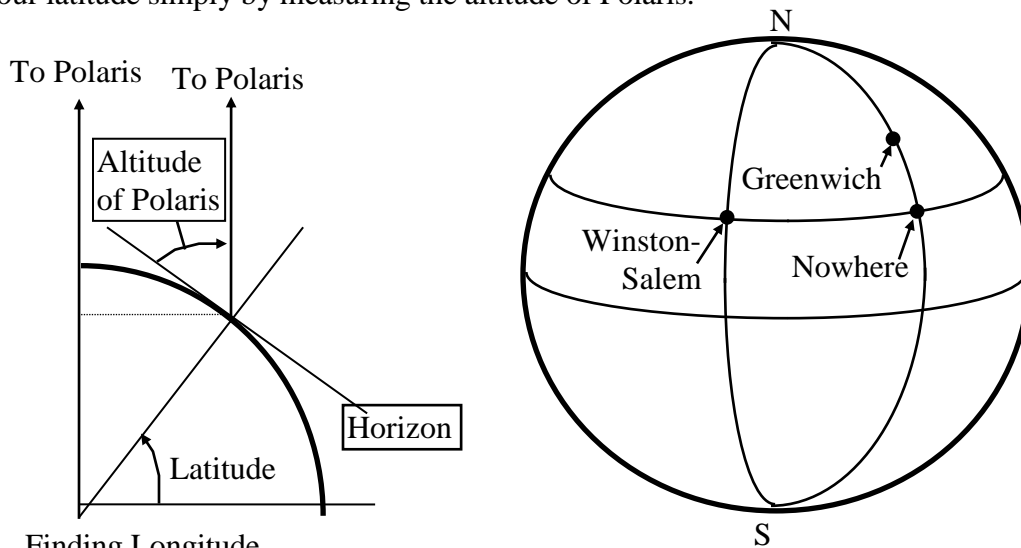 our latitude simply by measuring the altitude of Polaris.
To Polaris
To Polaris
Altitude
of Polaris
Horizon
Latitude
N
Greenwich
Winston-
Salem
Nowhere
S
Finding Longitude